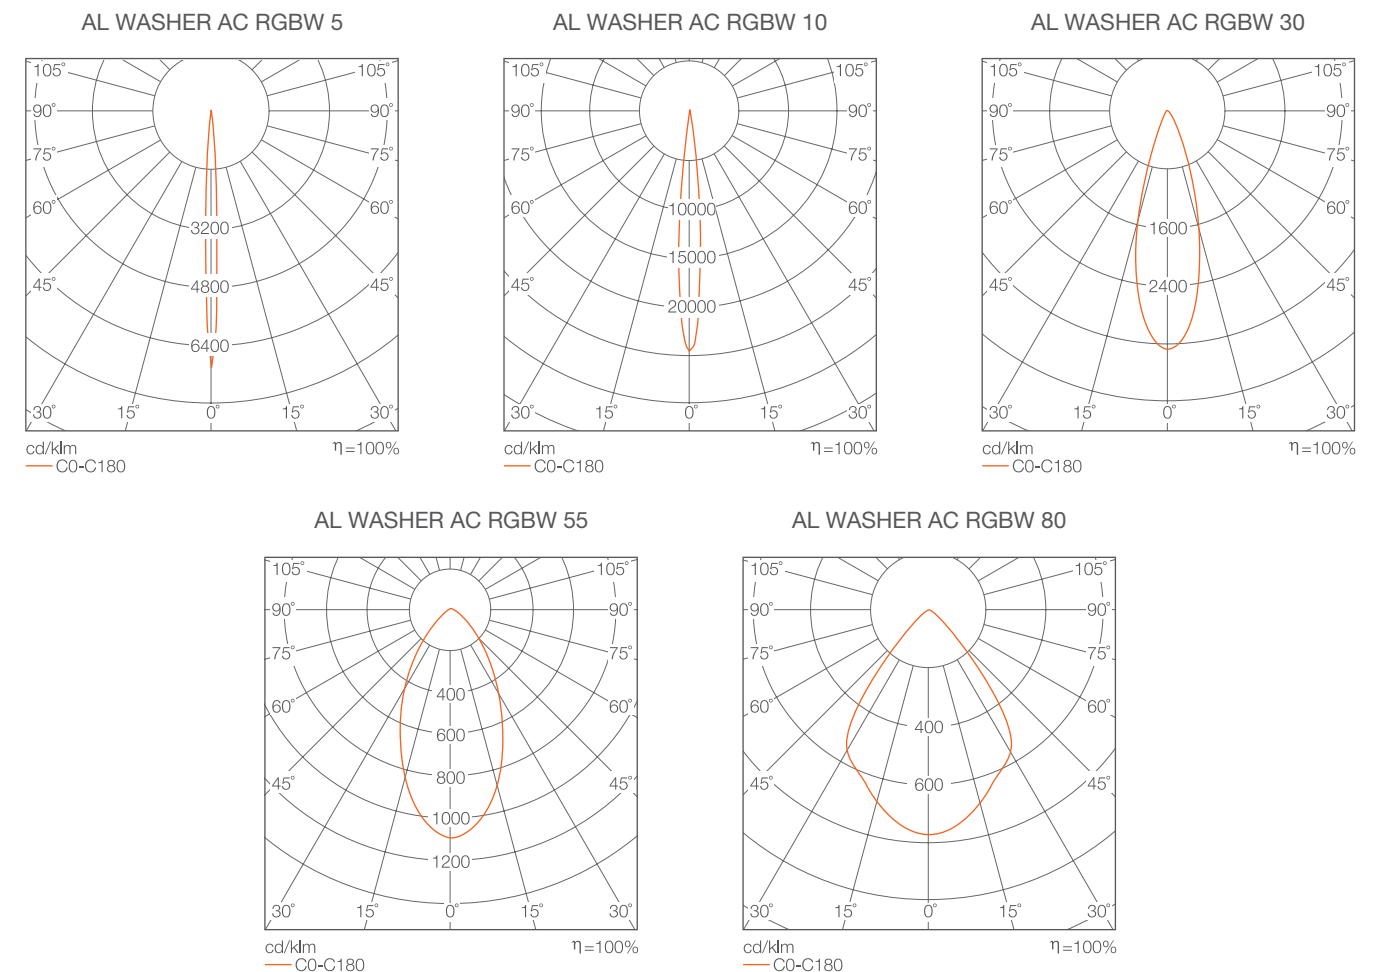 AL WASHER AC RGBW 5
105° 105°
90° 90°
75° 75°
60° 60°
3200
45° 4800 45°
6400
30° 15° 0° 15° 30°
cd/klm η=100%
C0-C180
AL WASHER AC RGBW 10
105° 105°
90° 90°
75° 75°
60° 10000 60°
15000
45° 45°
20000
30° 15° 0° 15° 30°
cd/klm η=100%
C0-C180
AL WASHER AC RGBW 30
105° 105°
90° 90°
75° 75°
60° 60°
1600
45° 2400 45°
30° 15° 0° 15° 30°
cd/klm η=100%
C0-C180
AL WASHER AC RGBW 55
105° 105°
90° 90°
75° 75°
400
60° 60°
600
45° 800 45°
1000
1200
30° 15° 0° 15° 30°
cd/klm η=100%
C0-C180
AL WASHER AC RGBW 80
105° 105°
90° 90°
75° 75°
60° 60°
400
45° 600 45°
30° 15° 0° 15° 30°
cd/klm η=100%
C0-C180